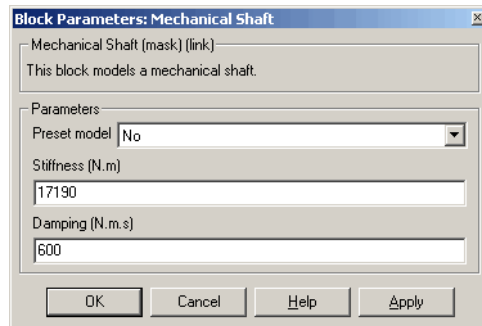 Block Parameters: Mechanical Shaft
Mechanical Shaft (mask) (link)
This block models a mechanical shaft.
Parameters
Preset model No
Stiffness (N.m)
17190
Damping (N.m.s)
600
OK Cancel Help Apply